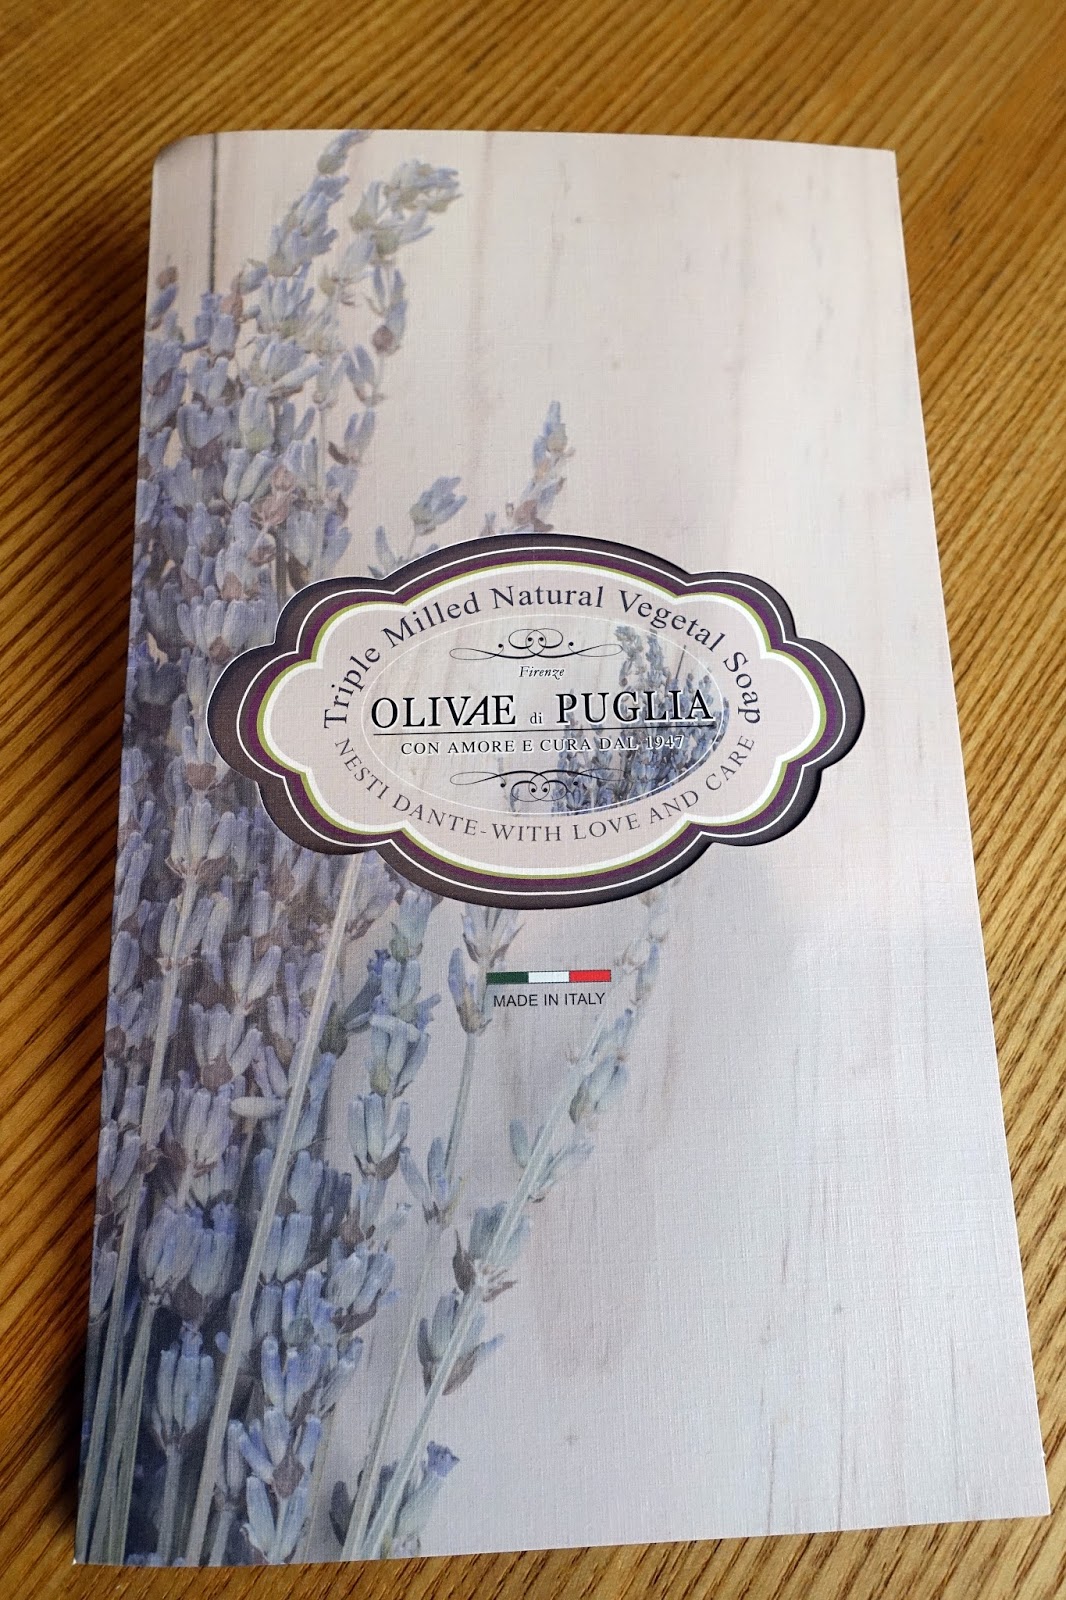 Triple Milled Natural Vegetal Soap
Firenze
OLIVAE di PUGLIA
CON AMORE E CURA DAL 1947
NESTI DANTE-WITH LOVE AND CARE
MADE IN ITALY